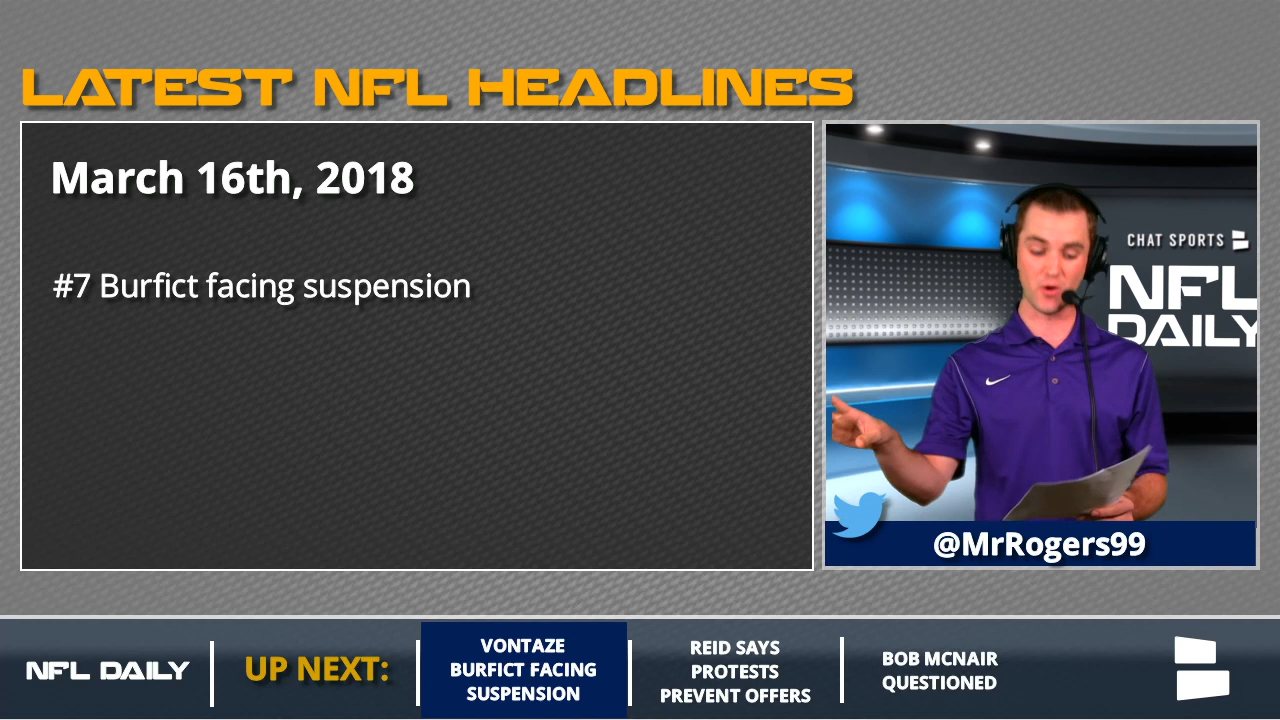 LATEST NFL HEADLINES
March 16th, 2018
#7 Burfict facing suspension
CHAT SPORTS
NFL
DAILY
@MrRogers99
NFL DAILY
UP NEXT:
VONTAZE
BURFICT FACING
SUSPENSION
REID SAYS
PROTESTS
PREVENT OFFERS
BOB MCNAIR
QUESTIONED